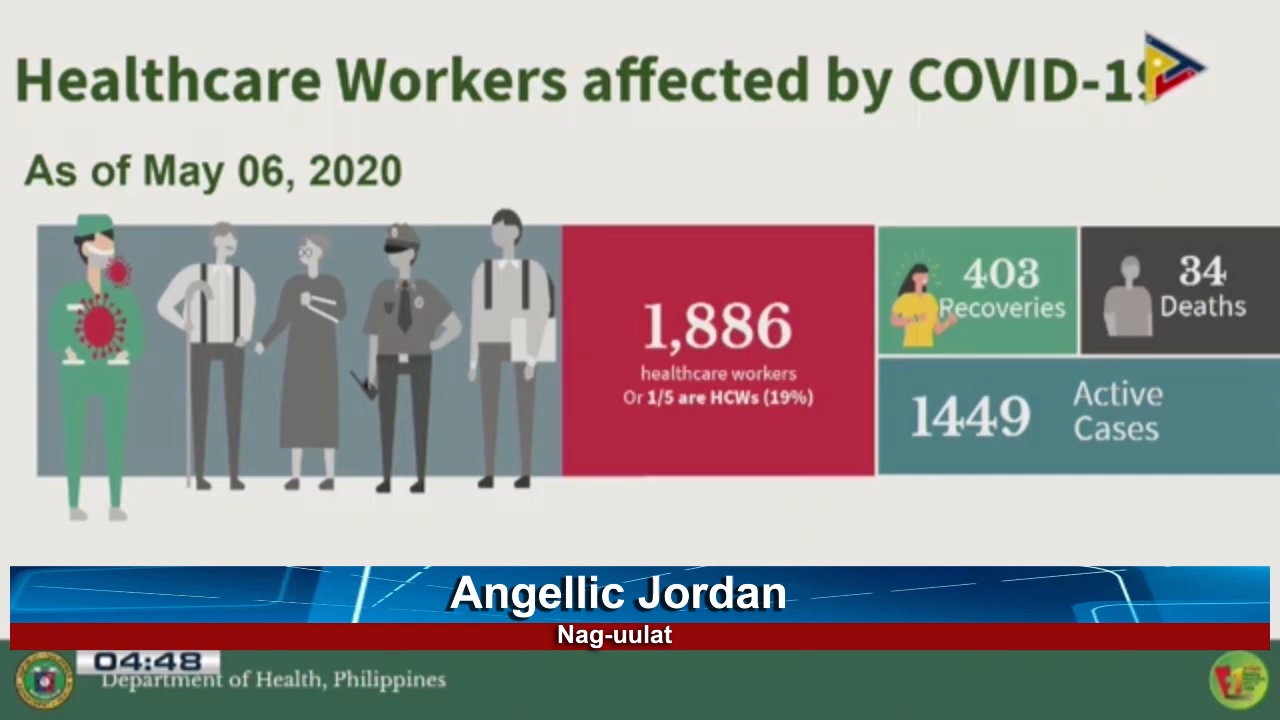 Healthcare Workers affected by COVID-19
As of May 06, 2020
1,886
healthcare workers
Or 1/5 are HCWs (19%)
403
Recoveries
34
Deaths
1449
Active
Cases
Angellic Jordan
Nag-uulat
04:48
Department of Health, Philippines